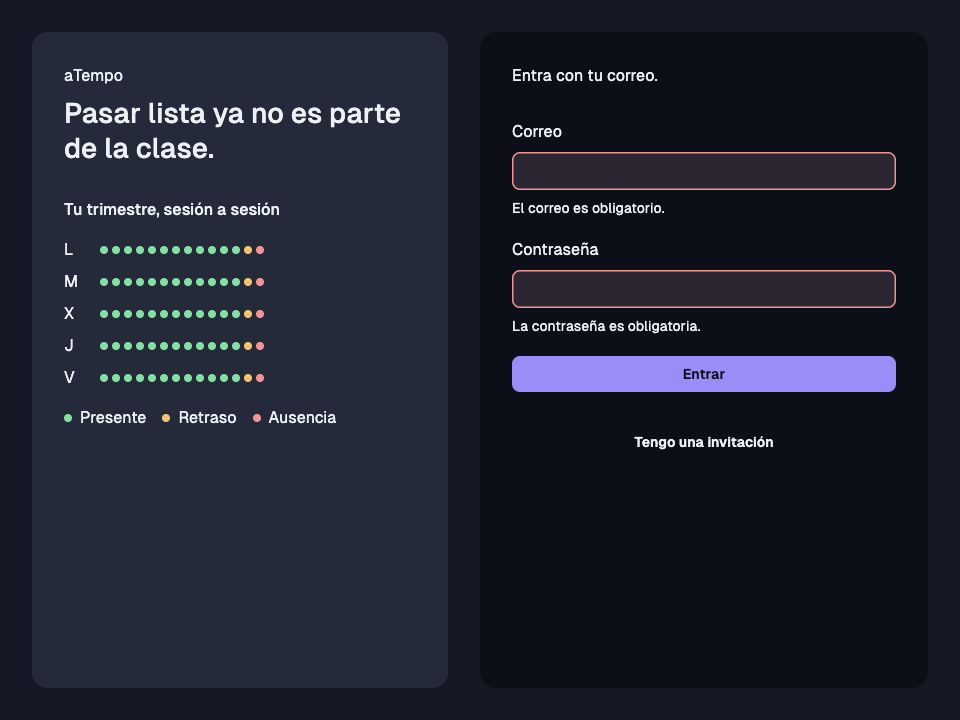 aTempo
Pasar lista ya no es parte
de la clase.
Tu trimestre, sesión a sesión
L
M
X
J
V
Presente Retraso Ausencia
Entra con tu correo.
Correo
El correo es obligatorio.
Contraseña
La contraseña es obligatoria.
Entrar
Tengo una invitación